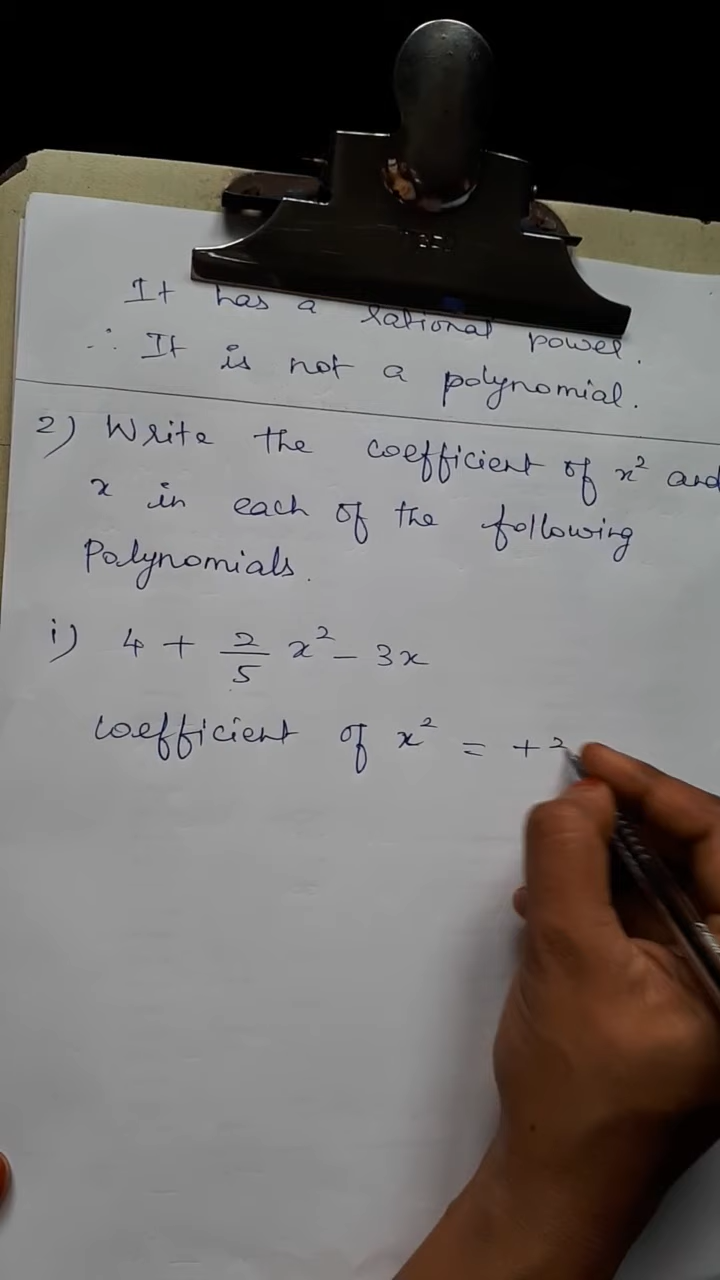 It has a rational power.
∴ It is not a polynomial.
2) Write the coefficient of x² and
x in each of the following
Polynomials.
i) 4 + 2/5 x² - 3x
coefficient of x² = + 2